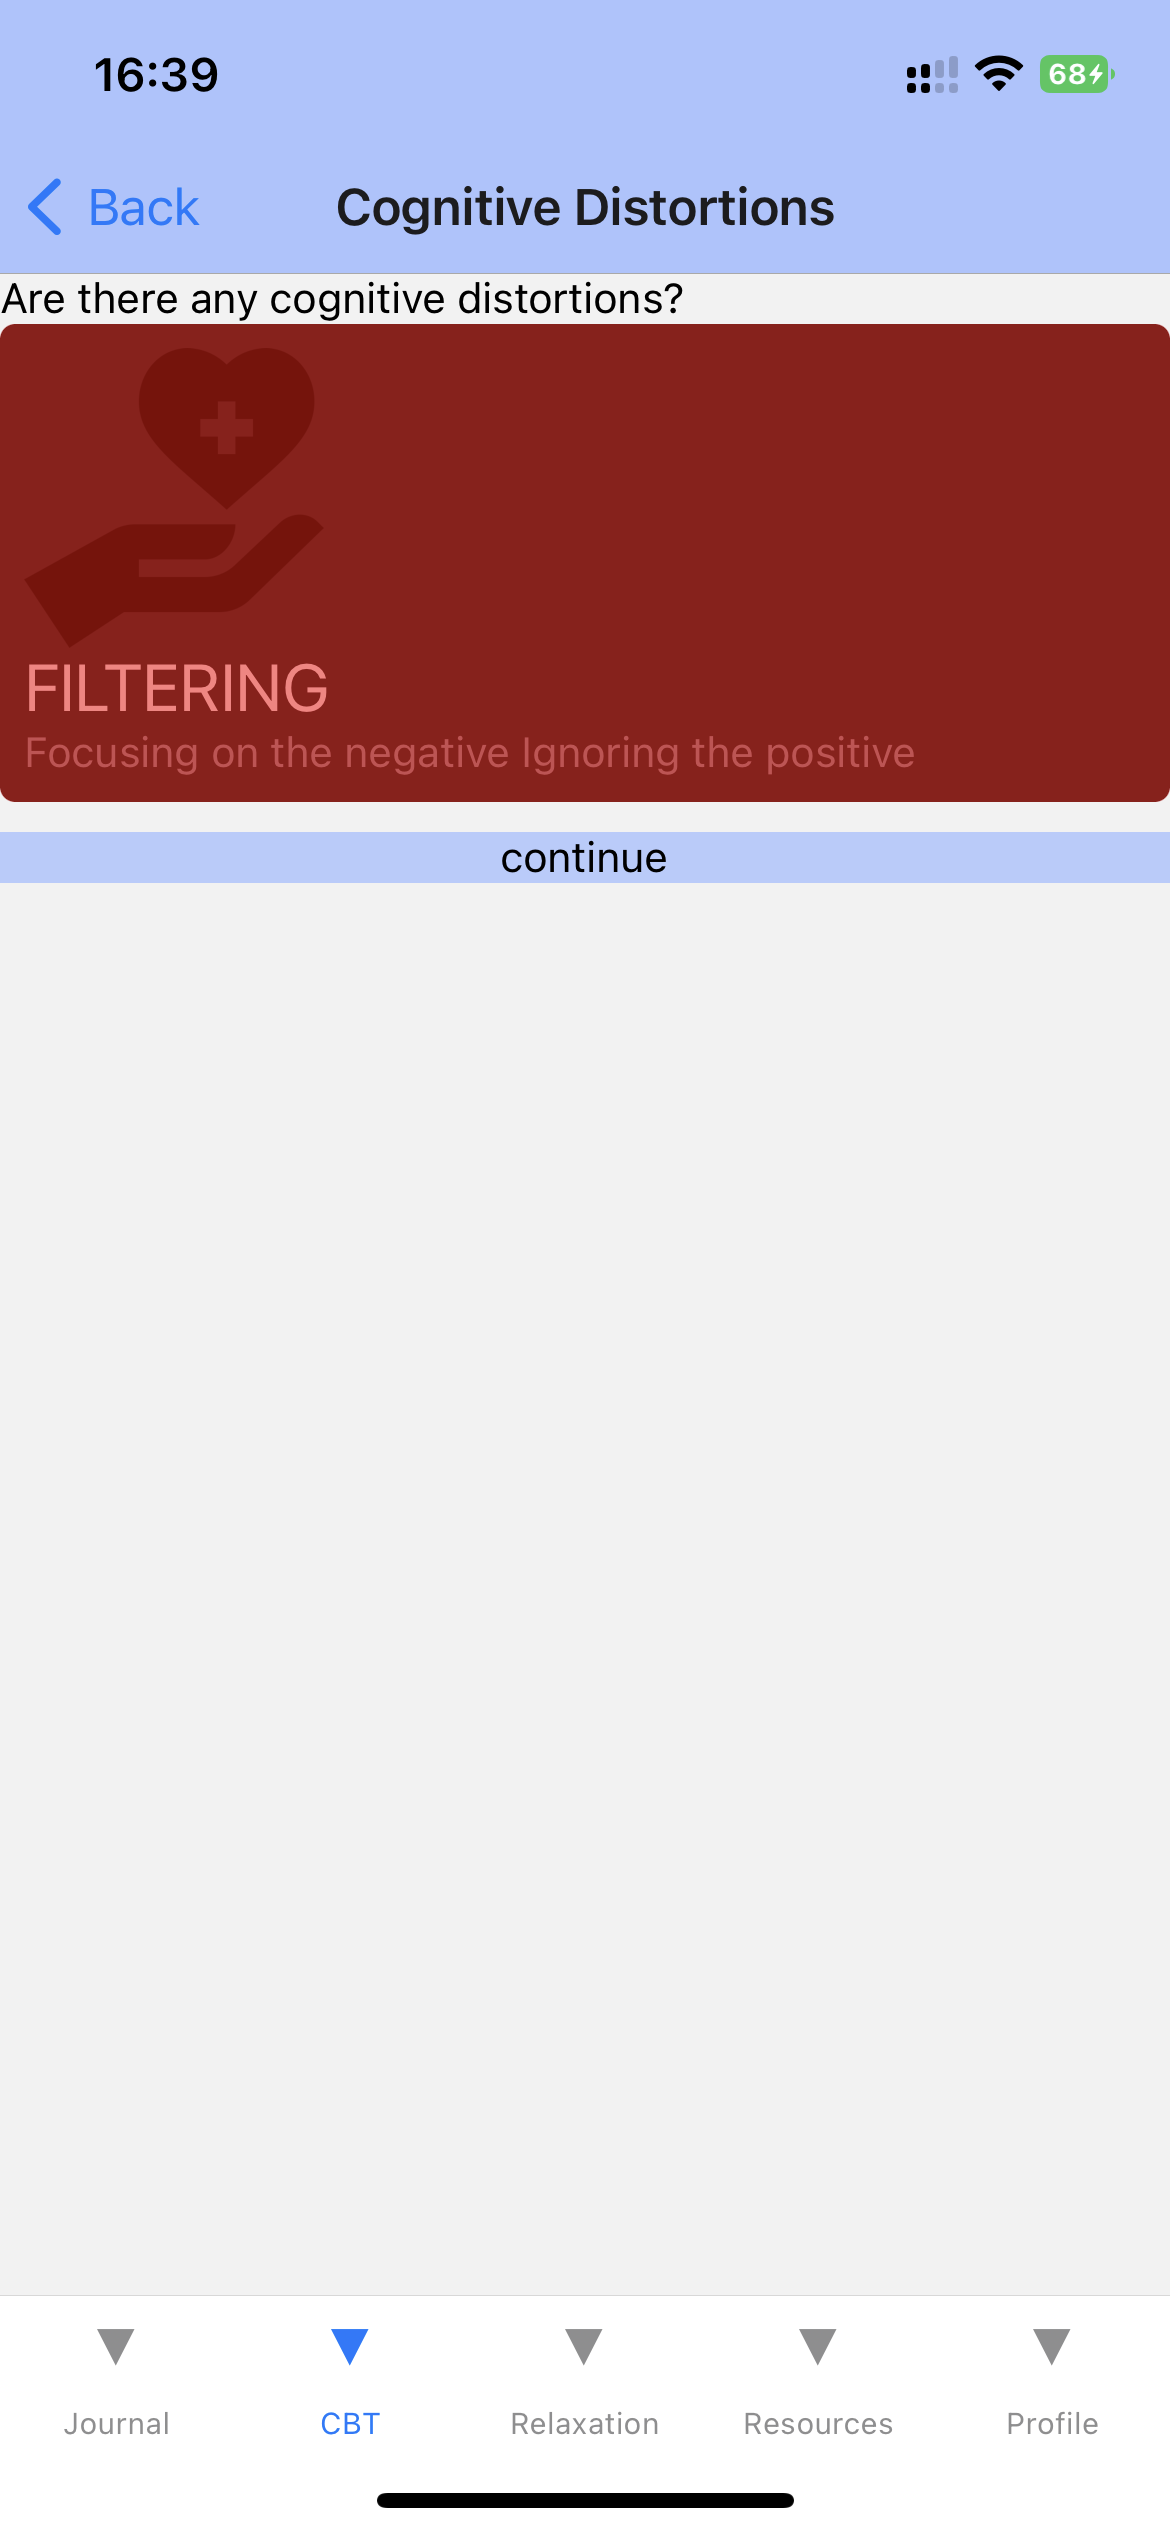 16:39
68
Back
Cognitive Distortions
Are there any cognitive distortions?
FILTERING
Focusing on the negative Ignoring the positive
continue
Journal
CBT
Relaxation
Resources
Profile